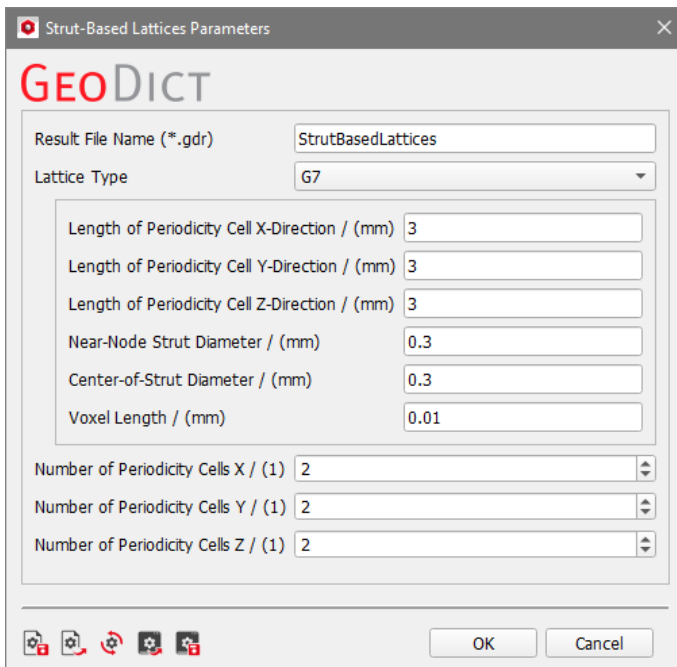 Strut-Based Lattices Parameters
GEODICT
Result File Name (*.gdr) StrutBasedLattices
Lattice Type G7
Length of Periodicity Cell X-Direction / (mm) 3
Length of Periodicity Cell Y-Direction / (mm) 3
Length of Periodicity Cell Z-Direction / (mm) 3
Near-Node Strut Diameter / (mm) 0.3
Center-of-Strut Diameter / (mm) 0.3
Voxel Length / (mm) 0.01
Number of Periodicity Cells X / (1) 2
Number of Periodicity Cells Y / (1) 2
Number of Periodicity Cells Z / (1) 2
OK Cancel